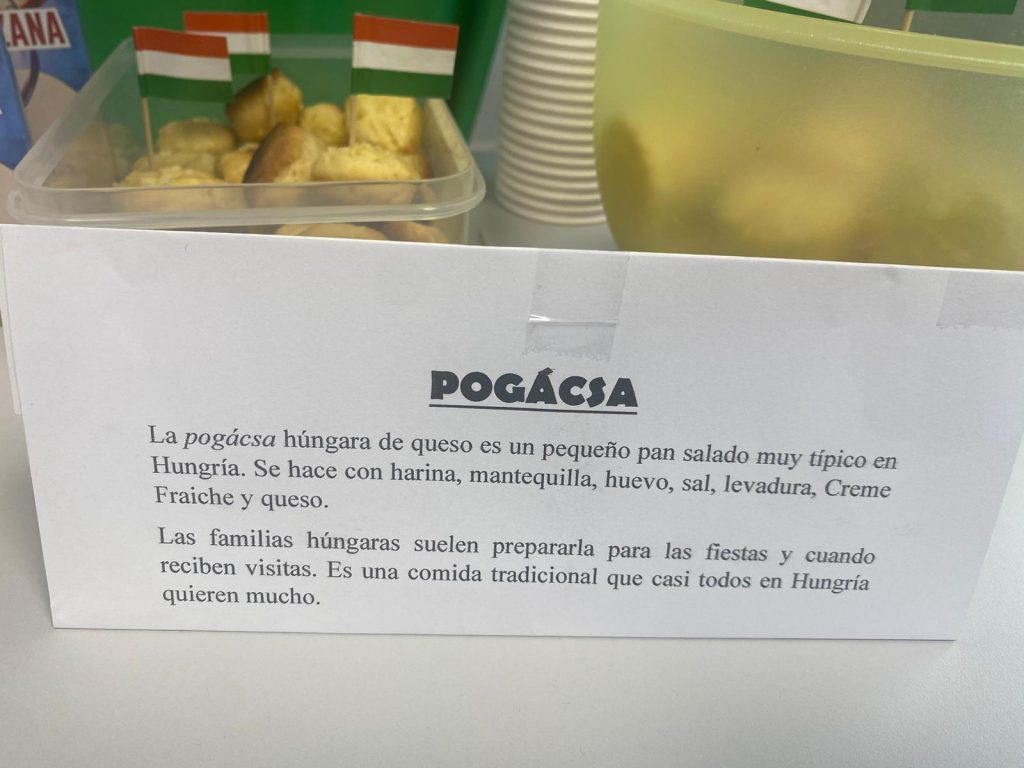 ZANA
POGÁCSA
La pogácsa húngara de queso es un pequeño pan salado muy típico en
Hungría. Se hace con harina, mantequilla, huevo, sal, levadura, Creme
Fraiche y queso.
Las familias húngaras suelen prepararla para las fiestas y cuando
reciben visitas. Es una comida tradicional que casi todos en Hungría
quieren mucho.